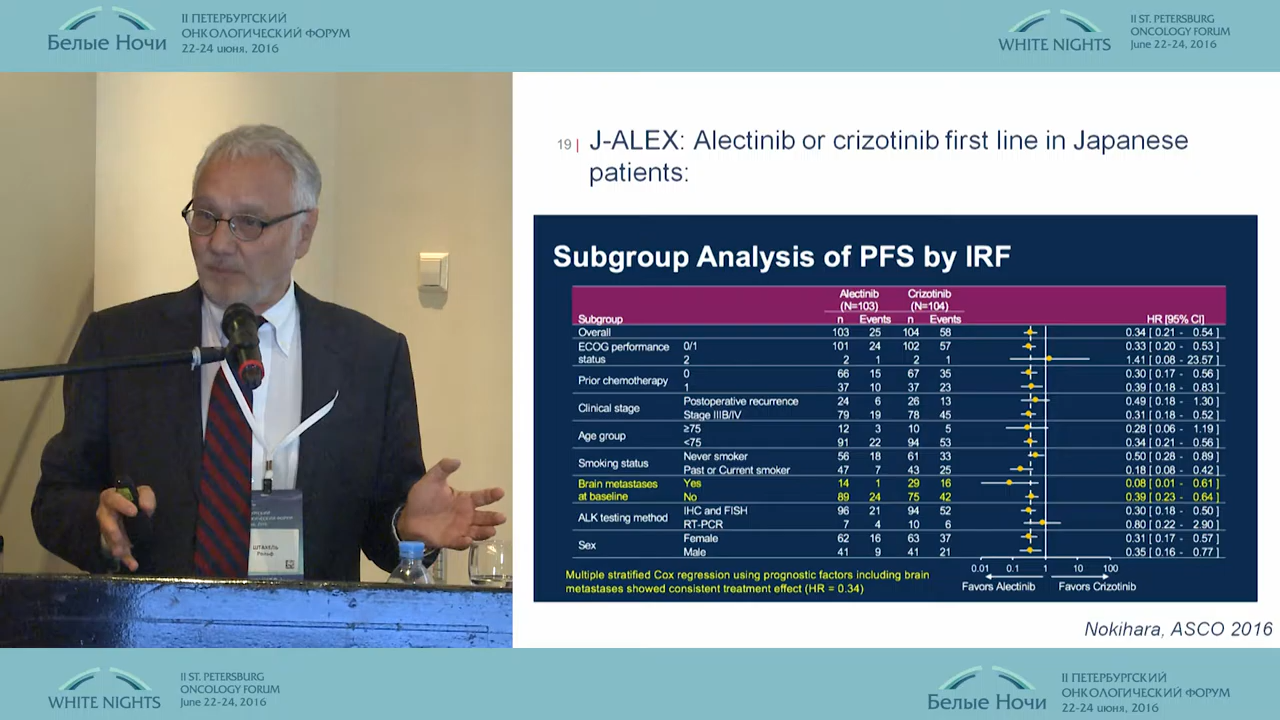 II ПЕТЕРБУРГСКИЙ
ОНКОЛОГИЧЕСКИЙ ФОРУМ
22-24 июня, 2016
Белые Ночи
II ST. PETERSBURG
ONCOLOGY FORUM
June 22-24, 2016
WHITE NIGHTS
19 | J-ALEX: Alectinib or crizotinib first line in Japanese
patients:
Subgroup Analysis of PFS by IRF
Alectinib Crizotinib
(N=103) (N=104)
Subgroup n Events n Events HR [95% CI]
Overall 103 25 104 58 0.34 [ 0.21 - 0.54 ]
ECOG performance status 0/1 101 24 102 57 0.33 [ 0.20 - 0.53 ]
2 2 1 2 1 1.41 [ 0.08 - 23.57 ]
Prior chemotherapy 0 66 15 67 35 0.30 [ 0.17 - 0.56 ]
1 37 10 37 23 0.39 [ 0.18 - 0.83 ]
Clinical stage Postoperative recurrence 24 6 26 13 0.49 [ 0.18 - 1.30 ]
Stage IIIB/IV 79 19 78 45 0.31 [ 0.18 - 0.52 ]
Age group ≥75 12 3 10 5 0.28 [ 0.06 - 1.19 ]
<75 91 22 94 53 0.34 [ 0.21 - 0.56 ]
Smoking status Never smoker 56 18 61 33 0.50 [ 0.28 - 0.89 ]
Past or Current smoker 47 7 43 25 0.18 [ 0.08 - 0.42 ]
Brain metastases at baseline Yes 14 1 29 16 0.08 [ 0.01 - 0.61 ]
No 89 24 75 42 0.39 [ 0.23 - 0.64 ]
ALK testing method IHC and FISH 96 21 94 52 0.30 [ 0.18 - 0.50 ]
RT-PCR 7 4 10 6 0.80 [ 0.22 - 2.90 ]
Sex Female 62 16 63 37 0.31 [ 0.17 - 0.57 ]
Male 41 9 41 21 0.35 [ 0.16 - 0.77 ]
0.01 0.1 1 10 100
Favors Alectinib Favors Crizotinib
Multiple stratified Cox regression using prognostic factors including brain
metastases showed consistent treatment effect (HR = 0.34)
Nokihara, ASCO 2016
ШТАХЕЛЬ
Рольф
II ST. PETERSBURG
ONCOLOGY FORUM
June 22-24, 2016
WHITE NIGHTS
II ПЕТЕРБУРГСКИЙ
ОНКОЛОГИЧЕСКИЙ ФОРУМ
22-24 июня, 2016
Белые Ночи